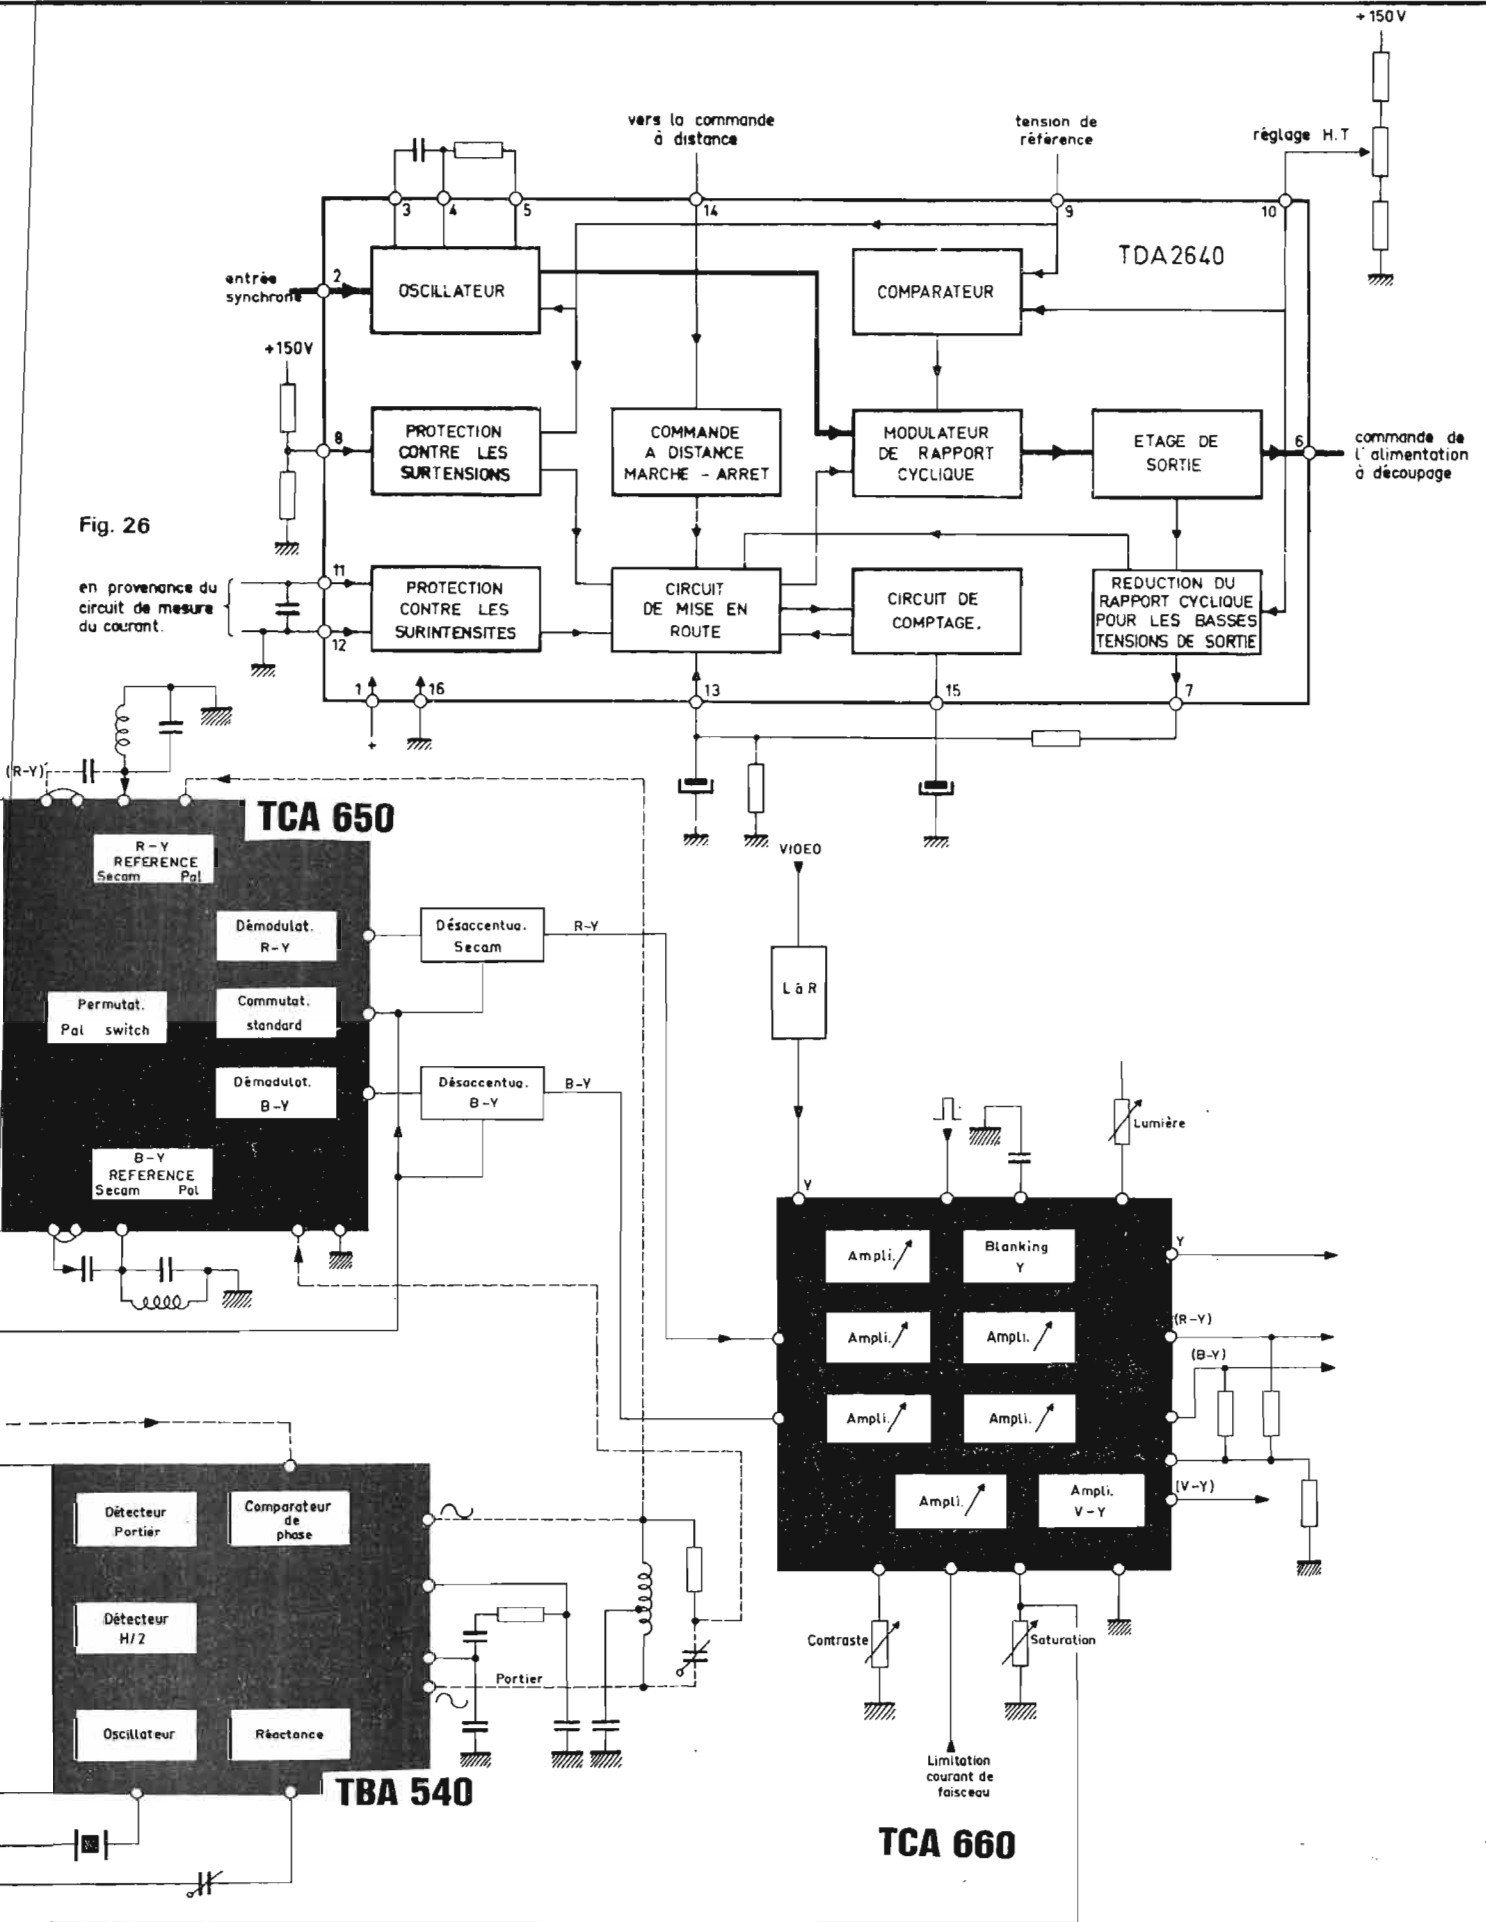 +150V
vers la commande
à distance
tension de
référence
réglage H.T
3
4
5
14
9
10
TDA2640
entrée
synchrone
2
OSCILLATEUR
COMPARATEUR
+150V
8
PROTECTION
CONTRE LES
SURTENSIONS
COMMANDE
A DISTANCE
MARCHE - ARRET
MODULATEUR
DE RAPPORT
CYCLIQUE
ETAGE DE
SORTIE
6
commande de
l'alimentation
à découpage
Fig. 26
en provenance du
circuit de mesure
du courant.
11
12
PROTECTION
CONTRE LES
SURINTENSITES
CIRCUIT
DE MISE EN
ROUTE
CIRCUIT DE
COMPTAGE.
REDUCTION DU
RAPPORT CYCLIQUE
POUR LES BASSES
TENSIONS DE SORTIE
1
16
13
15
7
+
(R-Y)
TCA 650
R-Y
REFERENCE
Secam Pal
Démodulat.
R-Y
Désaccentua.
Secam
R-Y
Permutat.
Pal switch
Commutat.
standard
Démodulat.
B-Y
Désaccentua.
B-Y
B-Y
B-Y
REFERENCE
Secam Pal
VIDEO
L à R
Lumière
Y
Ampli.
Blanking
Y
Y
Ampli.
Ampli.
(R-Y)
(B-Y)
Ampli.
Ampli.
Ampli.
Ampli.
V-Y
(V-Y)
Contraste
Saturation
Limitation
courant de
faisceau
TCA 660
Détecteur
Portier
Comparateur
de
phase
Détecteur
H/2
Portier
Oscillateur
Réactance
TBA 540